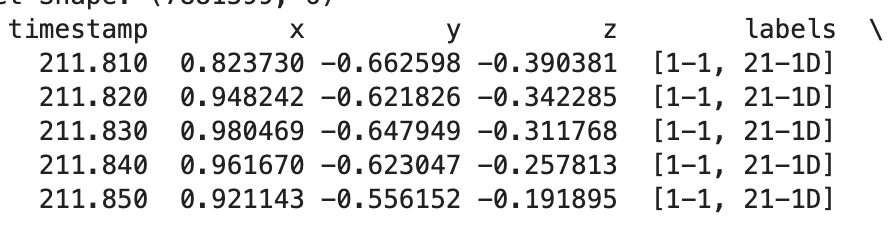 timestamp x y z labels \
211.810 0.823730 -0.662598 -0.390381 [1-1, 21-1D]
211.820 0.948242 -0.621826 -0.342285 [1-1, 21-1D]
211.830 0.980469 -0.647949 -0.311768 [1-1, 21-1D]
211.840 0.961670 -0.623047 -0.257813 [1-1, 21-1D]
211.850 0.921143 -0.556152 -0.191895 [1-1, 21-1D]